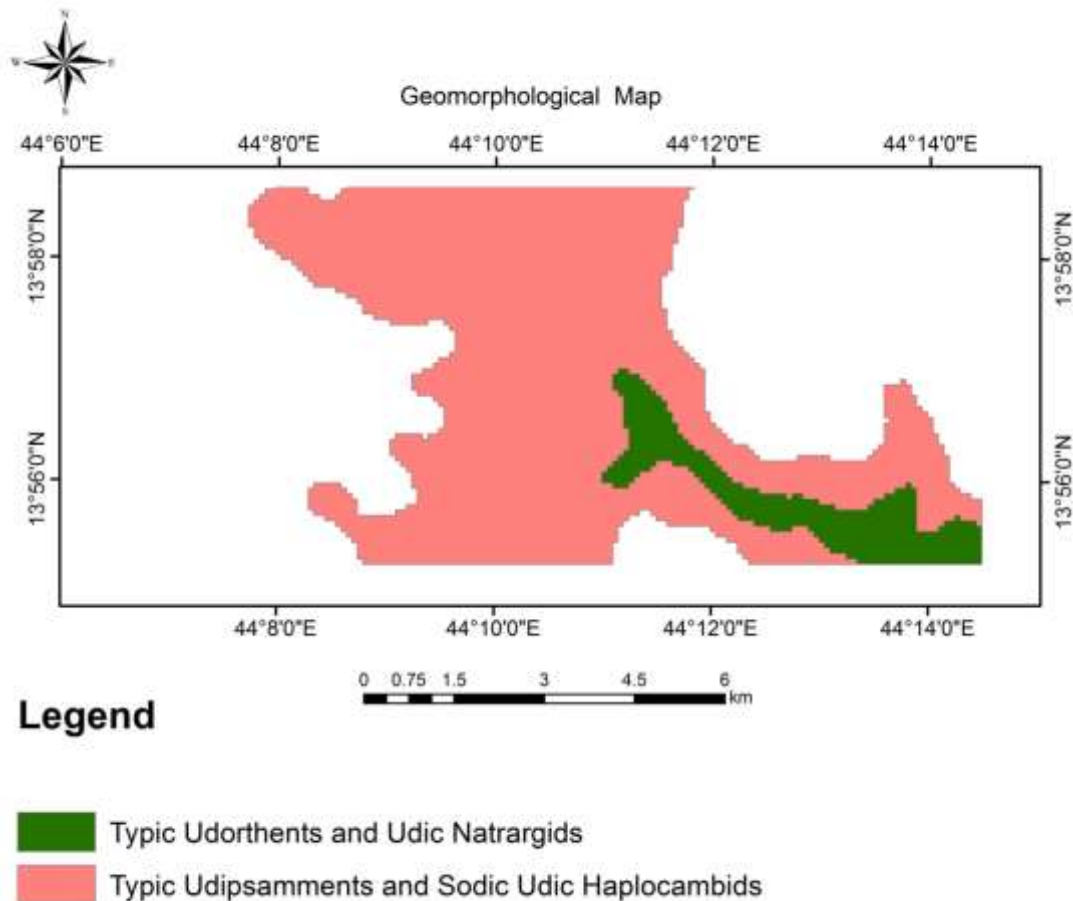 N
W E
S
Geomorphological Map
44°6'0"E 44°8'0"E 44°10'0"E 44°12'0"E 44°14'0"E
13°58'0"N 13°58'0"N
13°56'0"N 13°56'0"N
44°8'0"E 44°10'0"E 44°12'0"E 44°14'0"E
0 0.75 1.5 3 4.5 6
km
Legend
Typic Udorthents and Udic Natrargids
Typic Udipsamments and Sodic Udic Haplocambids